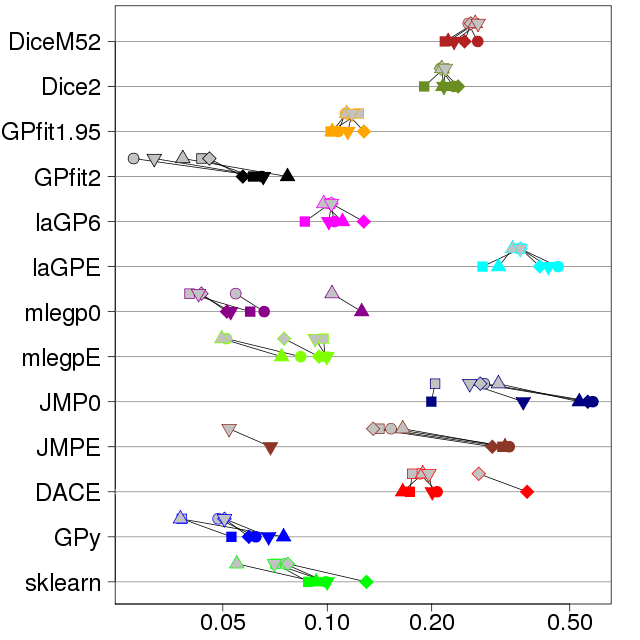 DiceM52
Dice2
GPfit1.95
GPfit2
laGP6
laGPE
mlegp0
mlegpE
JMP0
JMPE
DACE
GPy
sklearn
0.05 0.10 0.20 0.50